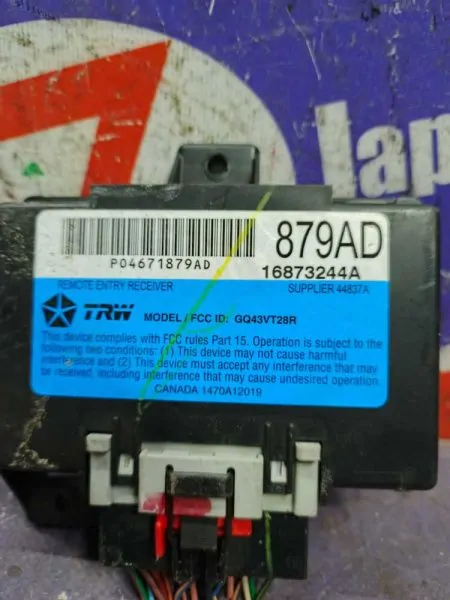 Japa
879AD
P04671879AD
16873244A
REMOTE ENTRY RECEIVER
SUPPLIER 44837A
TRW
MODEL / FCC ID: GQ43VT28R
This device complies with FCC rules Part 15. Operation is subject to the
following two conditions: (1) This device may not cause harmful
interference and (2) This device must accept any interference that may
be received, including interference that may cause undesired operation.
CANADA 1470A12019